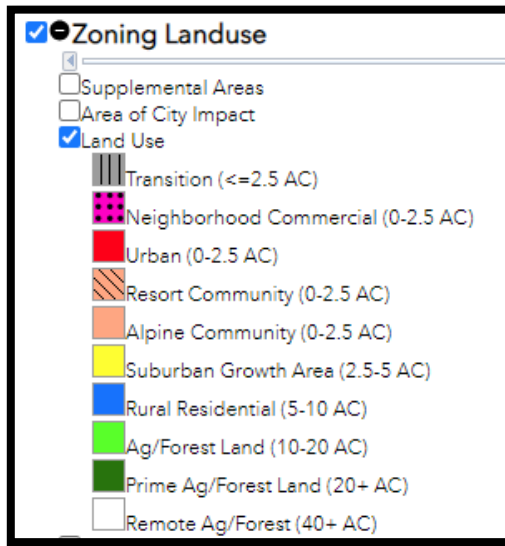 Zoning Landuse
Supplemental Areas
Area of City Impact
Land Use
Transition (<=2.5 AC)
Neighborhood Commercial (0-2.5 AC)
Urban (0-2.5 AC)
Resort Community (0-2.5 AC)
Alpine Community (0-2.5 AC)
Suburban Growth Area (2.5-5 AC)
Rural Residential (5-10 AC)
Ag/Forest Land (10-20 AC)
Prime Ag/Forest Land (20+ AC)
Remote Ag/Forest (40+ AC)